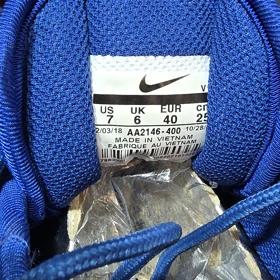 US UK EUR
7 6 40 25
AA2146-400
MADE IN VIETNAM
FABRIQUE AU VIETNAM